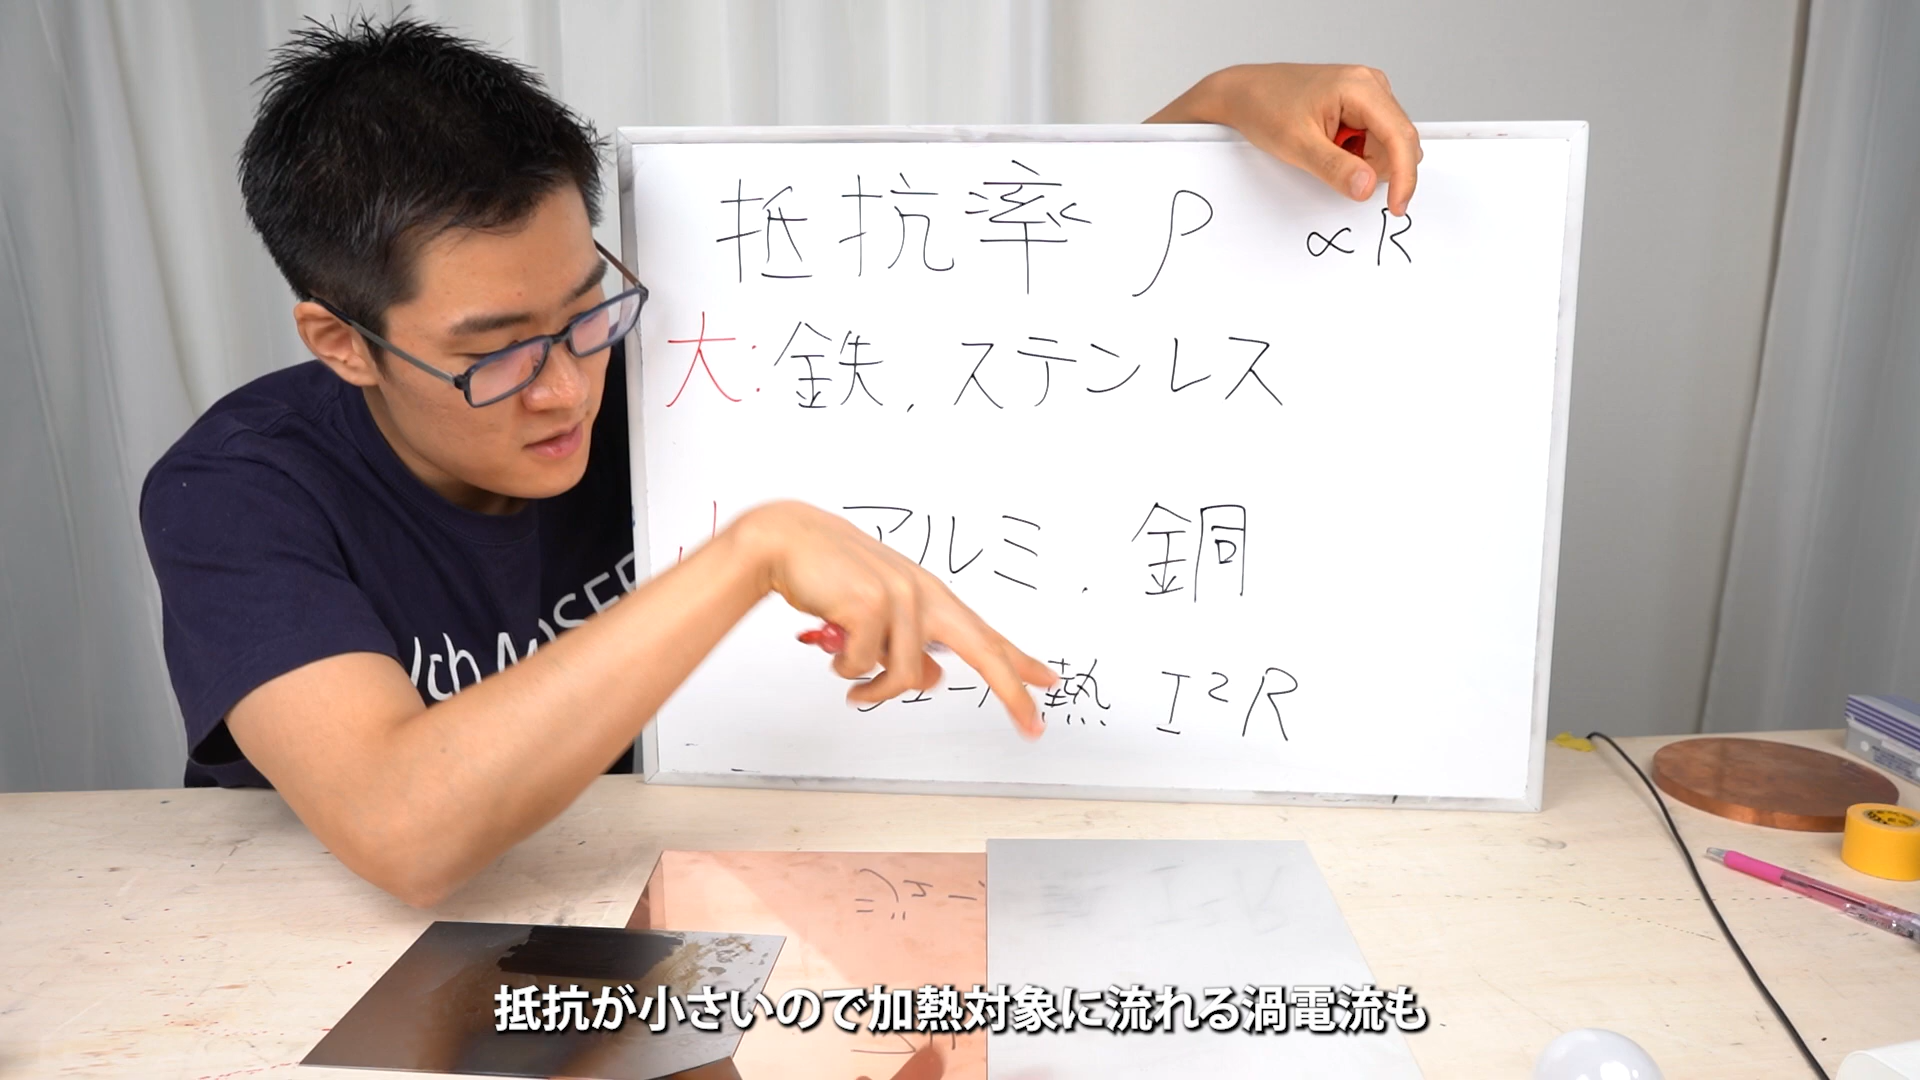 抵抗率 ρ ∝R
大:鉄, ステンレス
アルミ. 銅
熱 I²R
抵抗が小さいので加熱対象に流れる渦電流も